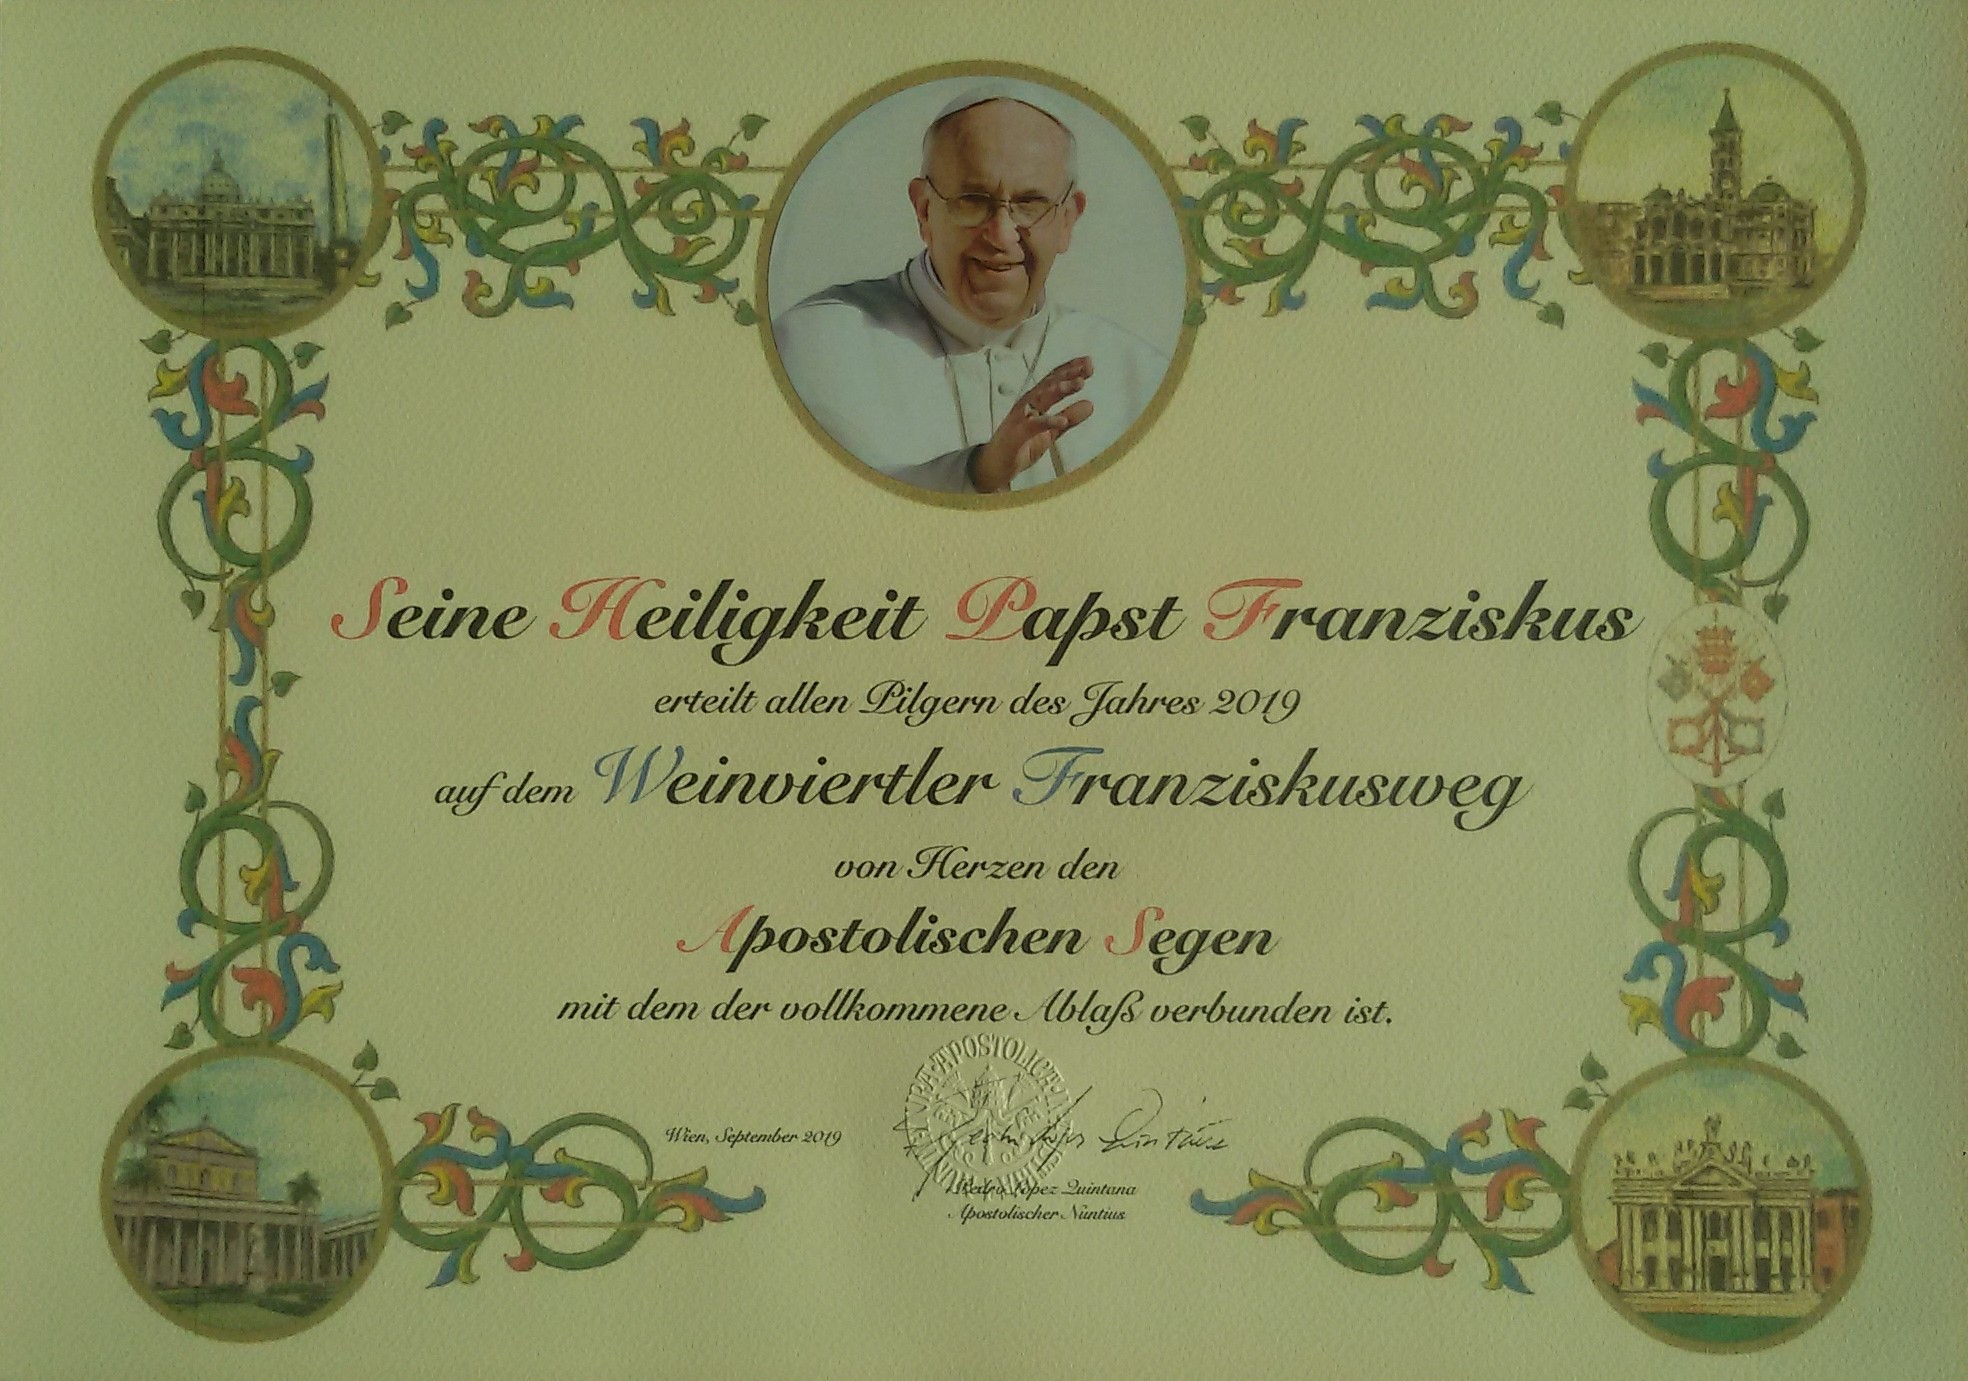 Seine Heiligkeit Papst Franziskus
erteilt allen Pilgern des Jahres 2019
auf dem Weinviertler Franziskusweg
von Herzen den
Apostolischen Segen
mit dem der vollkommene Ablaß verbunden ist.
APOSTOLICA
Wien, September 2019
Pedro López Quintana
Apostolischer Nuntius